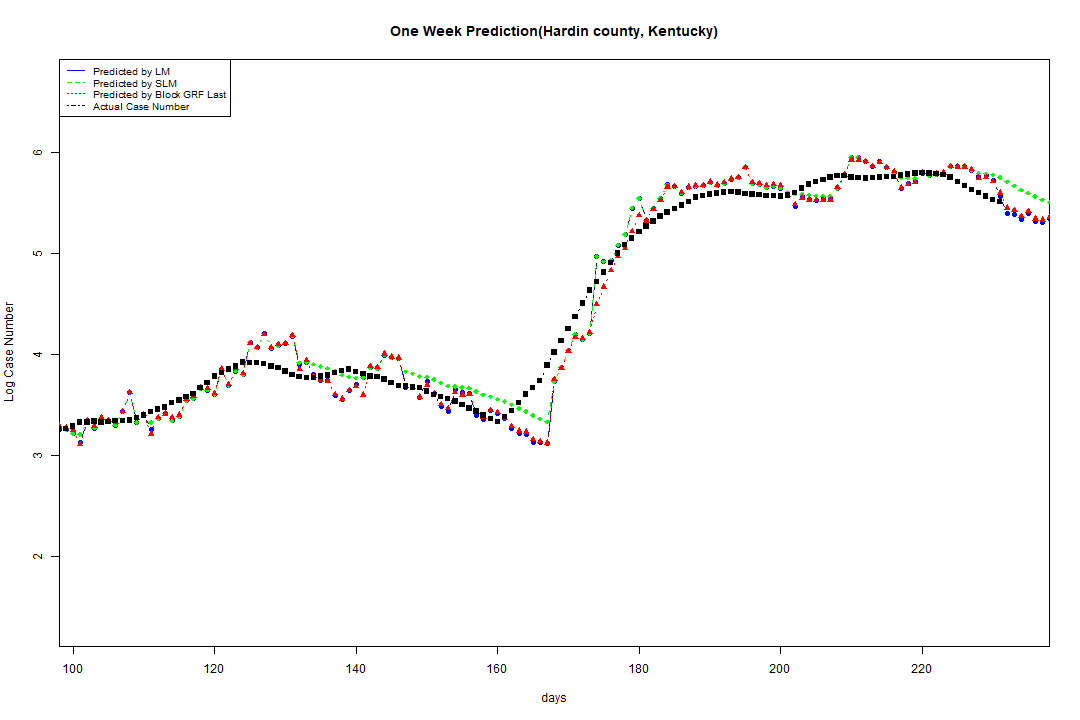 One Week Prediction(Hardin county, Kentucky)
Predicted by LM
Predicted by SLM
Predicted by Block GRF Last
Actual Case Number
6
5
4
3
2
Log Case Number
100 120 140 160 180 200 220
days